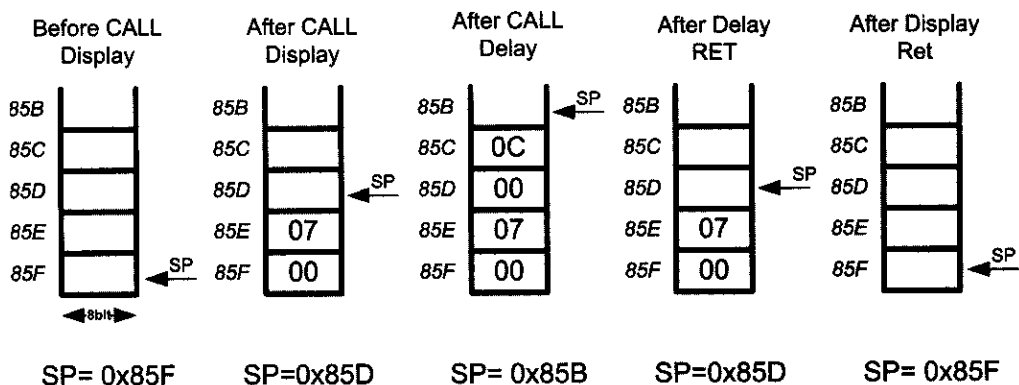 Before CALL
Display
After CALL
Display
After CALL
Delay
After Delay
RET
After Display
Ret
85B
85C
85D
85E
85F
SP
8bit
85B
85C
85D
85E
85F
07
00
SP
85B
85C
85D
85E
85F
0C
00
07
00
SP
85B
85C
85D
85E
85F
07
00
SP
85B
85C
85D
85E
85F
SP
SP= 0x85F
SP=0x85D
SP= 0x85B
SP=0x85D
SP= 0x85F